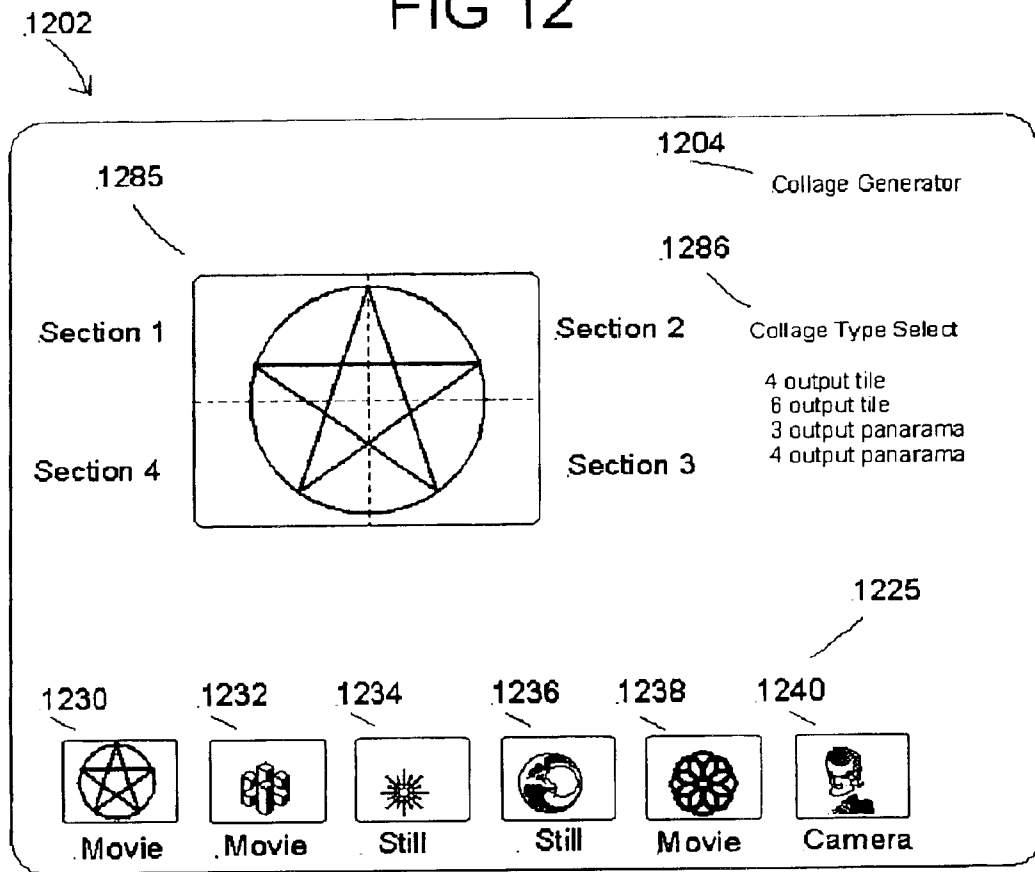 FIG 12
1202
1204
Collage Generator
1285
1286
Section 1
Section 2
Collage Type Select
4 output tile
6 output tile
3 output panarama
4 output panarama
Section 4
Section 3
1225
1230
1232
1234
1236
1238
1240
Movie
Movie
Still
Still
Movie
Camera